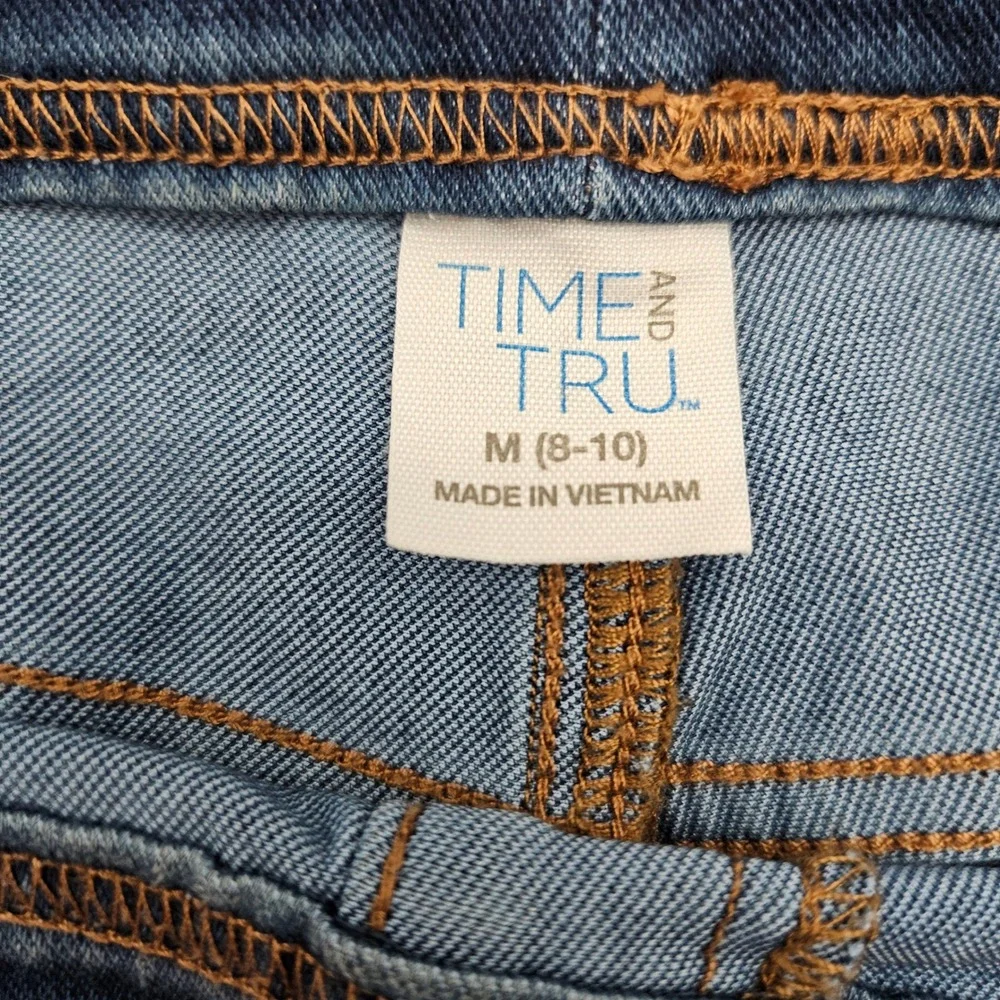 TIME AND
TRU™
M (8-10)
MADE IN VIETNAM